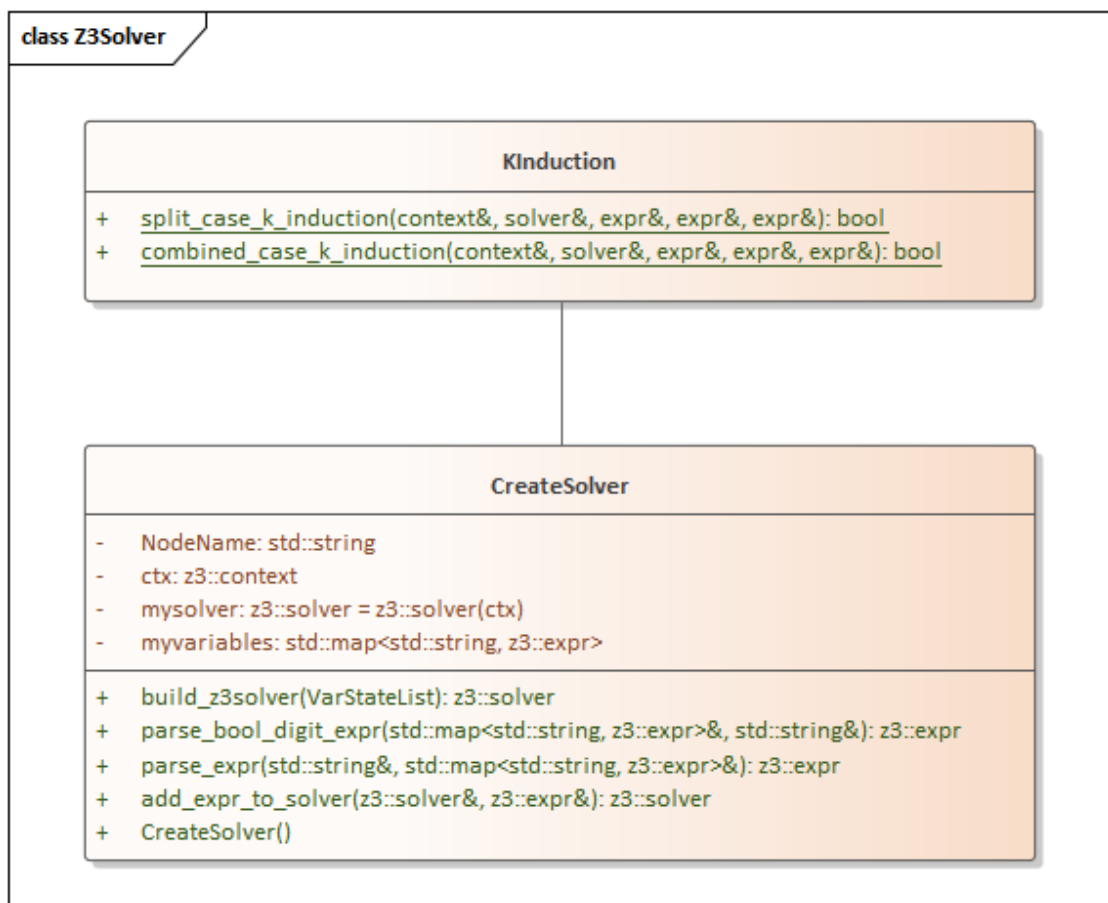 class Z3Solver
KInduction
+ split_case_k_induction(context&, solver&, expr&, expr&, expr&): bool
+ combined_case_k_induction(context&, solver&, expr&, expr&, expr&): bool
CreateSolver
- NodeName: std::string
- ctx: z3::context
- mysolver: z3::solver = z3::solver(ctx)
- myvariables: std::map<std::string, z3::expr>
+ build_z3solver(VarStateList): z3::solver
+ parse_bool_digit_expr(std::map<std::string, z3::expr>&, std::string&): z3::expr
+ parse_expr(std::string&, std::map<std::string, z3::expr>&): z3::expr
+ add_expr_to_solver(z3::solver&, z3::expr&): z3::solver
+ CreateSolver()